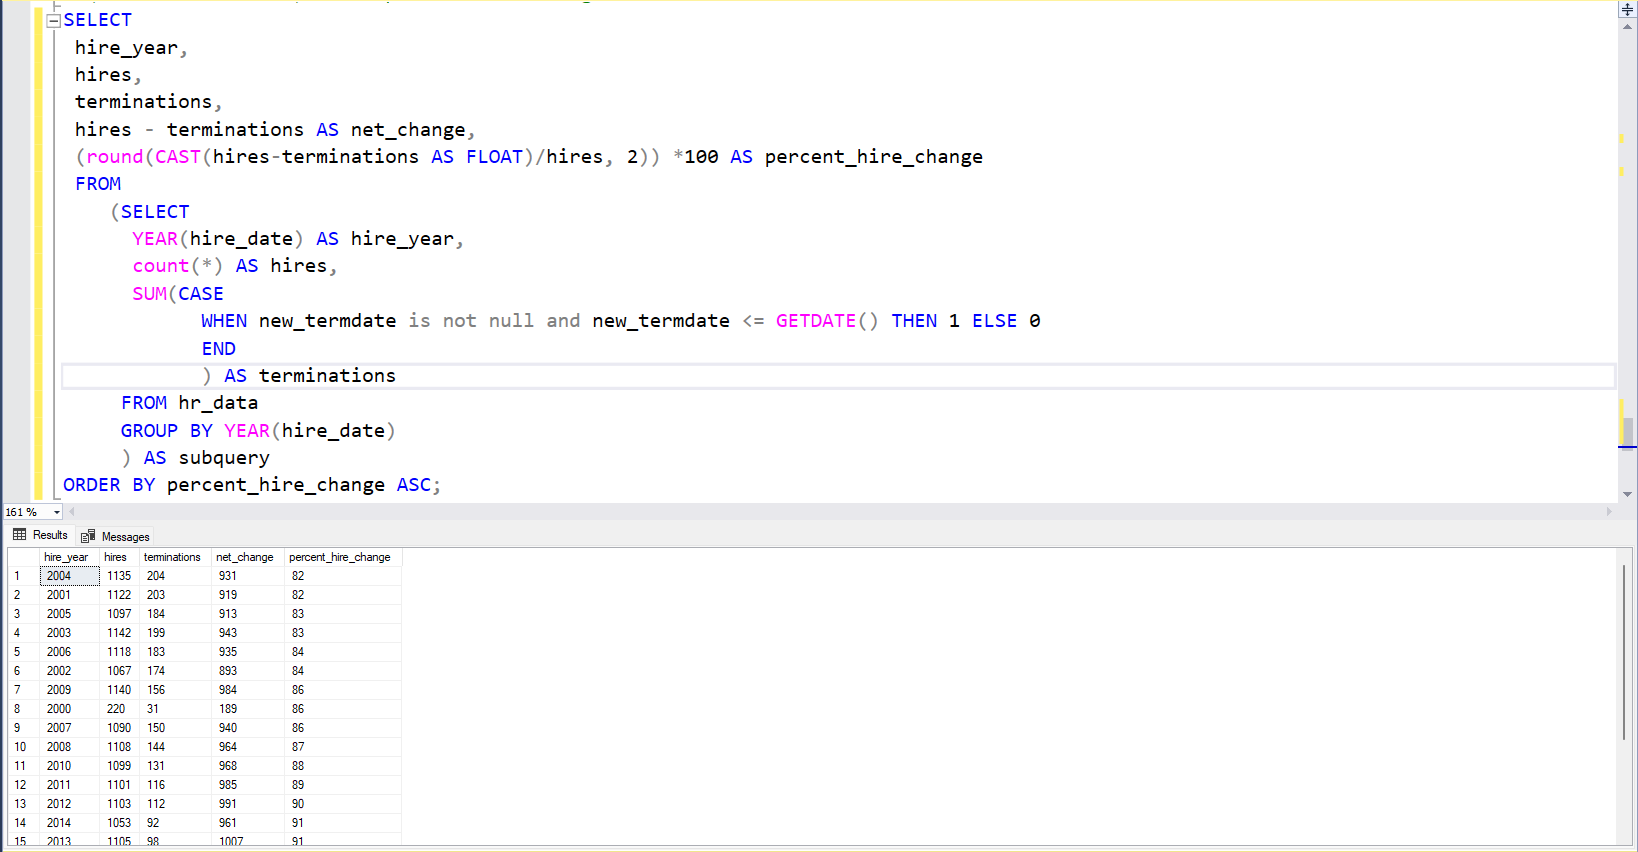 SELECT
hire_year,
hires,
terminations,
hires - terminations AS net_change,
(round(CAST(hires-terminations AS FLOAT)/hires, 2)) *100 AS percent_hire_change
FROM
(SELECT
YEAR(hire_date) AS hire_year,
count(*) AS hires,
SUM(CASE
WHEN new_termdate is not null and new_termdate <= GETDATE() THEN 1 ELSE 0
END
) AS terminations
FROM hr_data
GROUP BY YEAR(hire_date)
) AS subquery
ORDER BY percent_hire_change ASC;
161 %
Results Messages
hire_year hires terminations net_change percent_hire_change
1 2004 1135 204 931 82
2 2001 1122 203 919 82
3 2005 1097 184 913 83
4 2003 1142 199 943 83
5 2006 1118 183 935 84
6 2002 1067 174 893 84
7 2009 1140 156 984 86
8 2000 220 31 189 86
9 2007 1090 150 940 86
10 2008 1108 144 964 87
11 2010 1099 131 968 88
12 2011 1101 116 985 89
13 2012 1103 112 991 90
14 2014 1053 92 961 91
15 2013 1105 98 1007 91